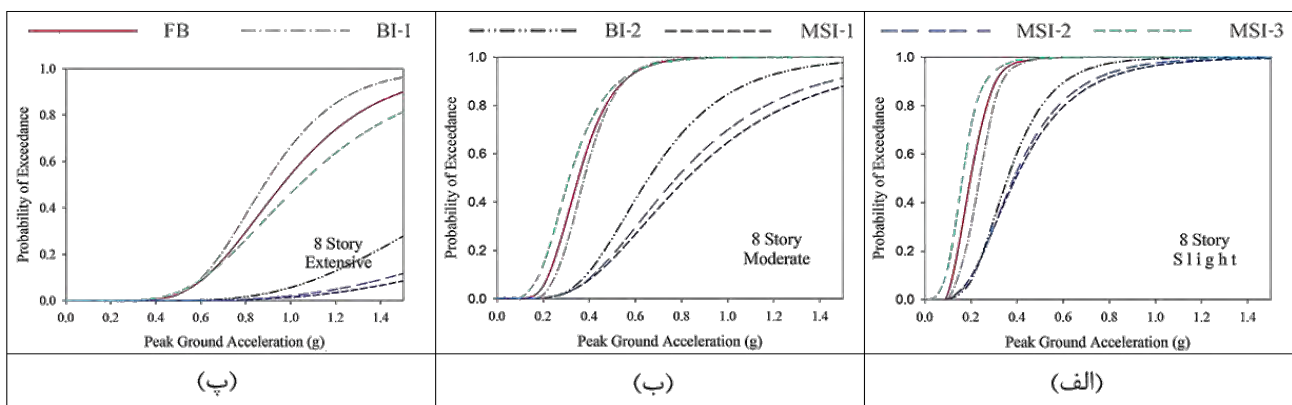 FB BI-1 BI-2 MSI-1 MSI-2 MSI-3
Probability of Exceedance
1.0
0.8
0.6
0.4
0.2
0.0
8 Story
Extensive
0.0 0.2 0.4 0.6 0.8 1.0 1.2 1.4
Peak Ground Acceleration (g)
(پ)
Probability of Exceedance
1.0
0.8
0.6
0.4
0.2
0.0
8 Story
Moderate
0.0 0.2 0.4 0.6 0.8 1.0 1.2 1.4
Peak Ground Acceleration (g)
(ب)
Probability of Exceedance
1.0
0.8
0.6
0.4
0.2
0.0
8 Story
Slight
0.0 0.2 0.4 0.6 0.8 1.0 1.2 1.4
Peak Ground Acceleration (g)
(الف)